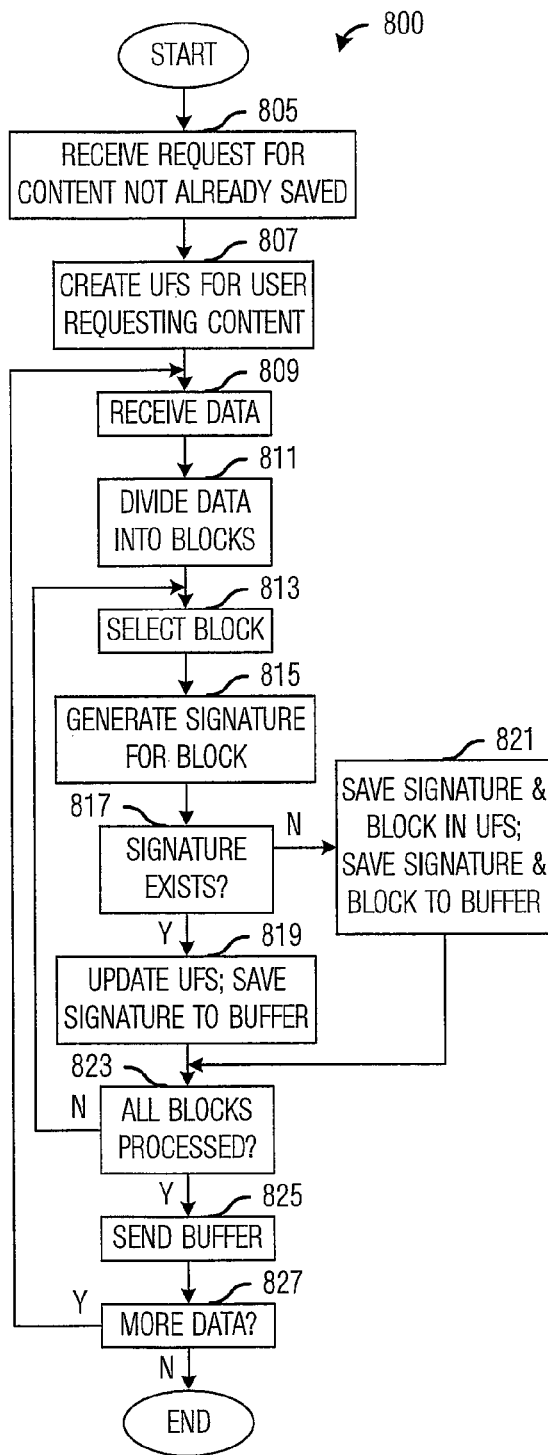 800
START
805
RECEIVE REQUEST FOR
CONTENT NOT ALREADY SAVED
807
CREATE UFS FOR USER
REQUESTING CONTENT
809
RECEIVE DATA
811
DIVIDE DATA
INTO BLOCKS
813
SELECT BLOCK
815
GENERATE SIGNATURE
FOR BLOCK
817
SIGNATURE
EXISTS?
N
821
SAVE SIGNATURE &
BLOCK IN UFS;
SAVE SIGNATURE &
BLOCK TO BUFFER
Y
819
UPDATE UFS; SAVE
SIGNATURE TO BUFFER
823
N
ALL BLOCKS
PROCESSED?
Y
825
SEND BUFFER
827
Y
MORE DATA?
N
END